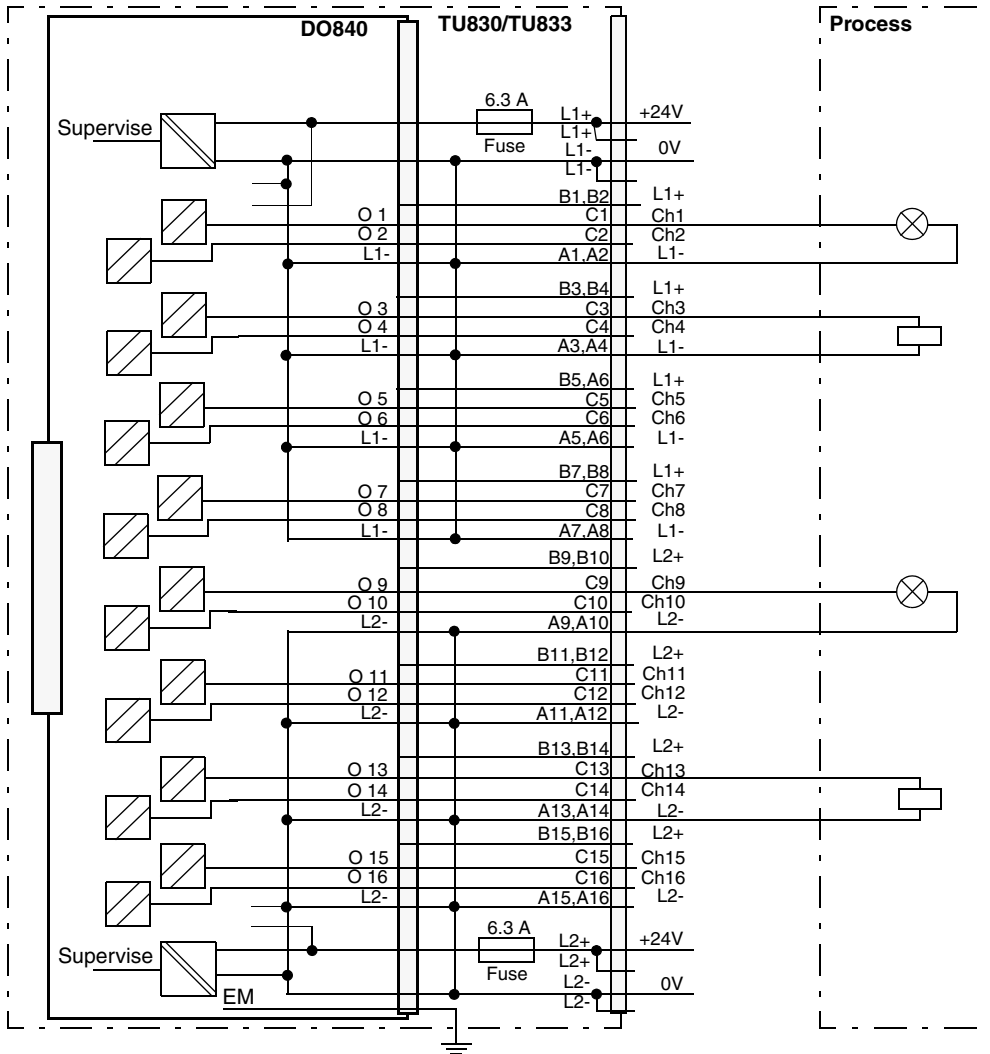 DO840 TU830/TU833 Process
6.3 A
L1+ +24V
Supervise
L1+
Fuse
L1- 0V
L1-
B1,B2 L1+
O 1 C1 Ch1
O 2 C2 Ch2
L1- A1,A2 L1-
B3,B4 L1+
O 3 C3 Ch3
O 4 C4 Ch4
L1- A3,A4 L1-
B5,A6 L1+
O 5 C5 Ch5
O 6 C6 Ch6
L1- A5,A6 L1-
B7,B8 L1+
O 7 C7 Ch7
O 8 C8 Ch8
L1- A7,A8 L1-
B9,B10 L2+
O 9 C9 Ch9
O 10 C10 Ch10
L2- A9,A10 L2-
B11,B12 L2+
O 11 C11 Ch11
O 12 C12 Ch12
L2- A11,A12 L2-
B13,B14 L2+
O 13 C13 Ch13
O 14 C14 Ch14
L2- A13,A14 L2-
B15,B16 L2+
O 15 C15 Ch15
O 16 C16 Ch16
L2- A15,A16 L2-
6.3 A
L2+ +24V
Supervise
L2+
Fuse
L2- 0V
EM
L2-